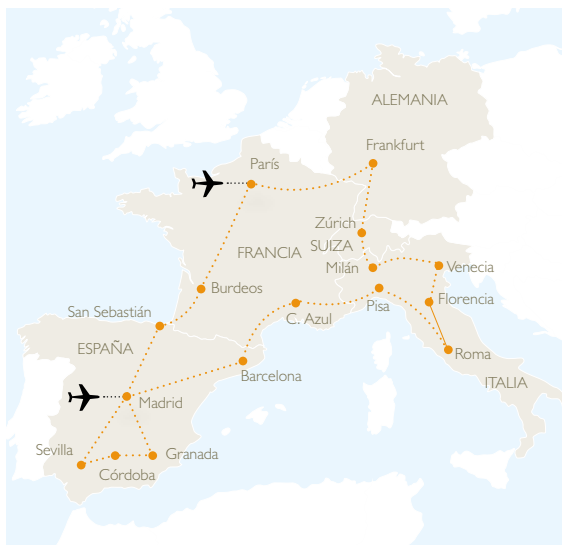 ALEMANIA
Frankfurt
París
Zúrich
SUIZA
FRANCIA
Milán
Venecia
Burdeos
Florencia
Pisa
San Sebastián
C. Azul
ESPAÑA
Roma
Barcelona
ITALIA
Madrid
Sevilla
Granada
Córdoba